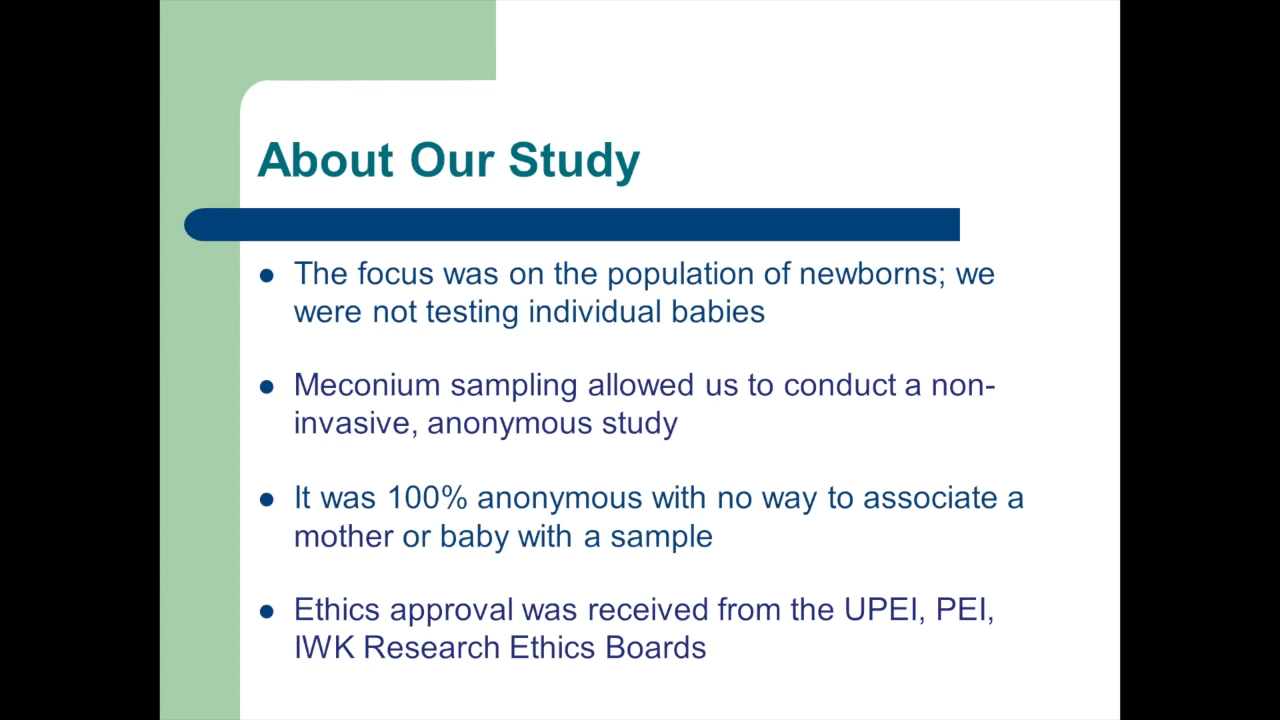 About Our Study
● The focus was on the population of newborns; we
were not testing individual babies
● Meconium sampling allowed us to conduct a non-
invasive, anonymous study
● It was 100% anonymous with no way to associate a
mother or baby with a sample
● Ethics approval was received from the UPEI, PEI,
IWK Research Ethics Boards